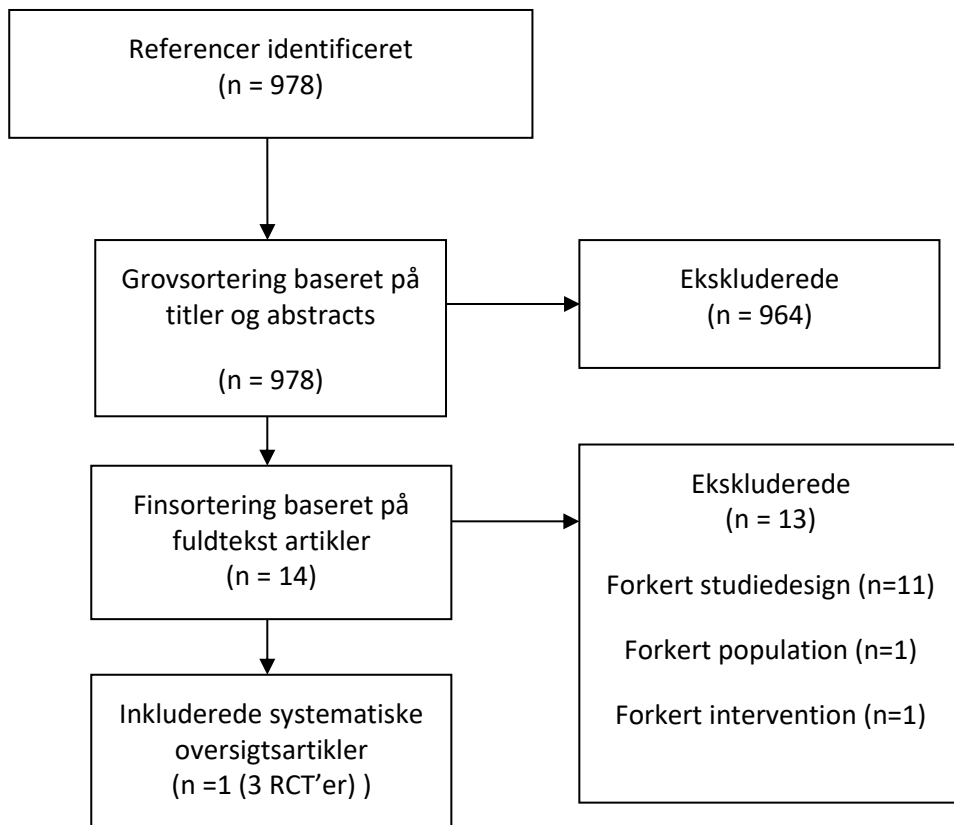 Referencer identificeret
(n = 978)
Grovsortering baseret på
titler og abstracts
(n = 978)
Ekskluderede
(n = 964)
Finsortering baseret på
fuldtekst artikler
(n = 14)
Ekskluderede
(n = 13)
Forkert studiedesign (n=11)
Forkert population (n=1)
Forkert intervention (n=1)
Inkluderede systematiske
oversigtsartikler
(n =1 (3 RCT’er) )